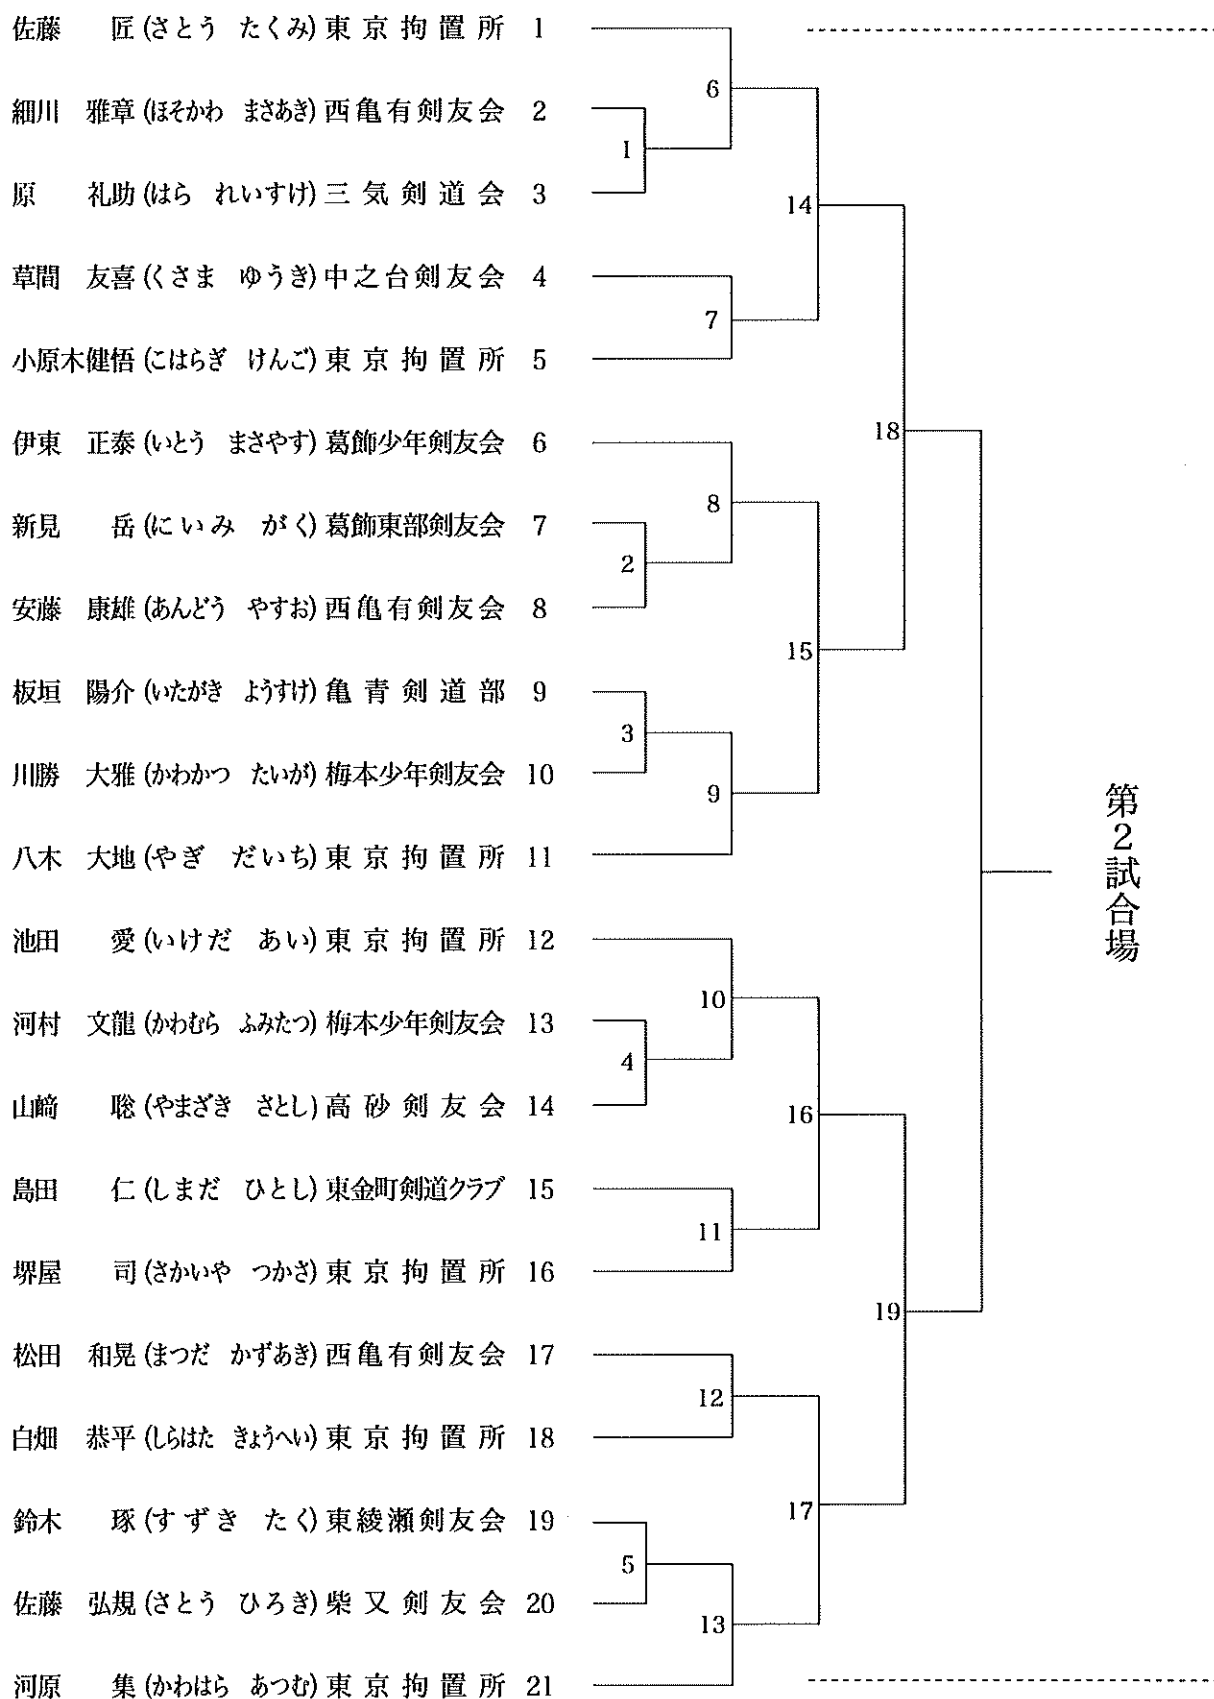 佐藤 匠 (さとう たくみ) 東京拘置所 1
細川 雅章 (ほそかわ まさあき) 西亀有剣友会 2
原 礼助 (はら れいすけ) 三気剣道会 3
草間 友喜 (くさま ゆうき) 中之台剣友会 4
小原木健悟 (こはらぎ けんご) 東京拘置所 5
伊東 正泰 (いとう まさやす) 葛飾少年剣友会 6
新見 岳 (にいみ がく) 葛飾東部剣友会 7
安藤 康雄 (あんどう やすお) 西亀有剣友会 8
板垣 陽介 (いたがき ようすけ) 亀青剣道部 9
川勝 大雅 (かわかつ たいが) 梅本少年剣友会 10
八木 大地 (やぎ だいち) 東京拘置所 11
池田 愛 (いけだ あい) 東京拘置所 12
河村 文龍 (かわむら ふみたつ) 梅本少年剣友会 13
山崎 聡 (やまざき さとし) 高砂剣友会 14
島田 仁 (しまだ ひとし) 東金町剣道クラブ 15
堺屋 司 (さかいや つかさ) 東京拘置所 16
松田 和晃 (まつだ かずあき) 西亀有剣友会 17
白畑 恭平 (しらはた きょうへい) 東京拘置所 18
鈴木 琢 (すずき たく) 東綾瀬剣友会 19
佐藤 弘規 (さとう ひろき) 柴又剣友会 20
河原 集 (かわはら あつむ) 東京拘置所 21
1
2
3
4
5
6
7
8
9
10
11
12
13
14
15
16
17
18
19
第2試合場